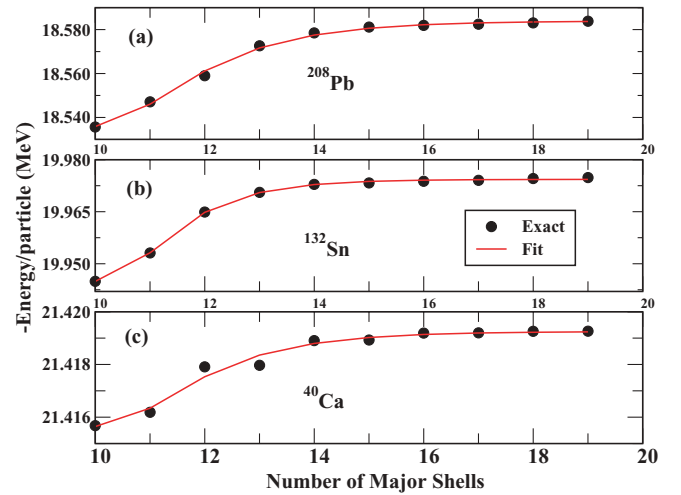 -Energy/particle (MeV)
18.580
18.560
18.540
(a)
208Pb
10 12 14 16 18 20
19.980
19.965
19.950
(b)
132Sn
Exact
Fit
10 12 14 16 18 20
21.420
21.418
21.416
(c)
40Ca
10 12 14 16 18 20
Number of Major Shells